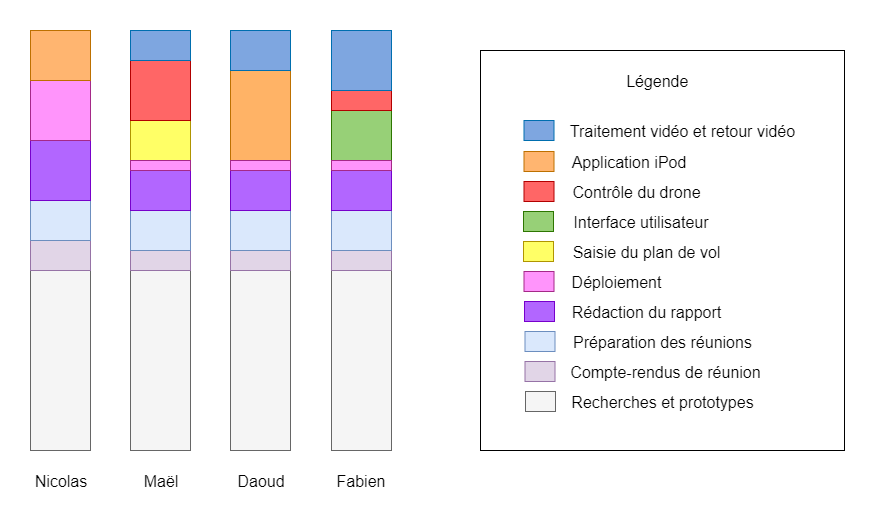 Légende
Traitement vidéo et retour vidéo
Application iPod
Contrôle du drone
Interface utilisateur
Saisie du plan de vol
Déploiement
Rédaction du rapport
Préparation des réunions
Compte-rendus de réunion
Recherches et prototypes
Nicolas Maël Daoud Fabien